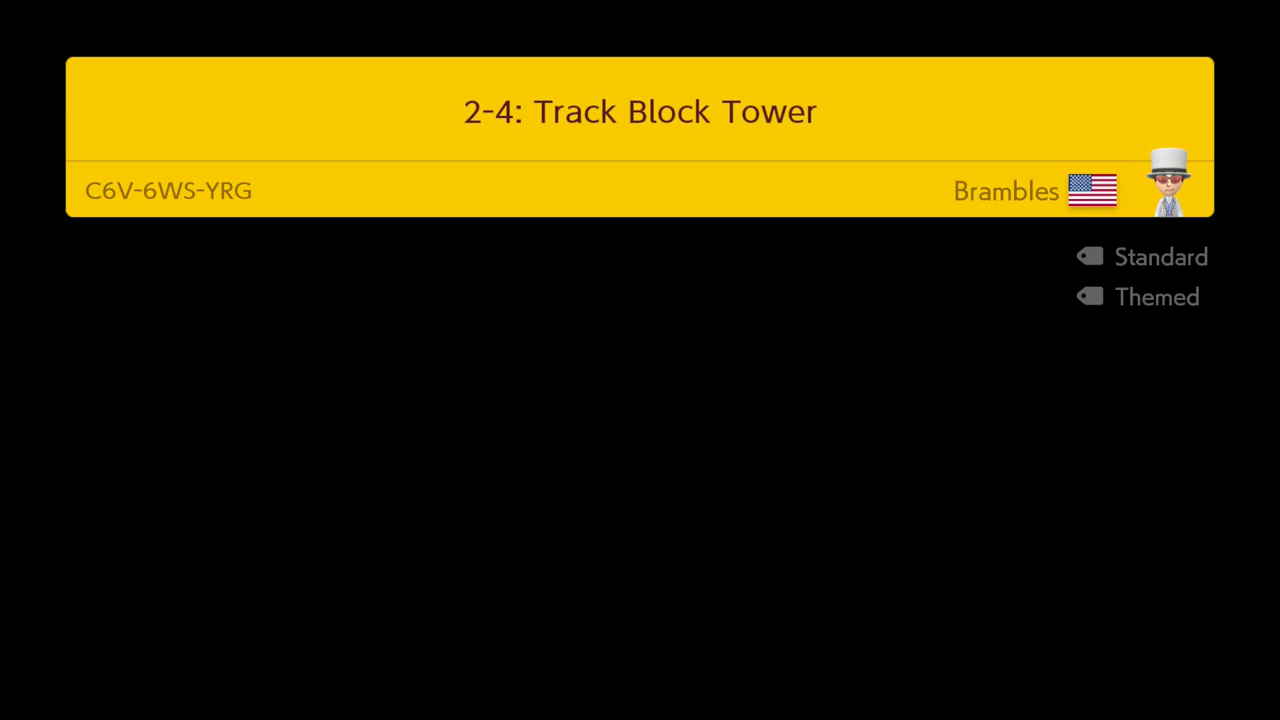 2-4: Track Block Tower
C6V-6WS-YRG
Brambles
Standard
Themed